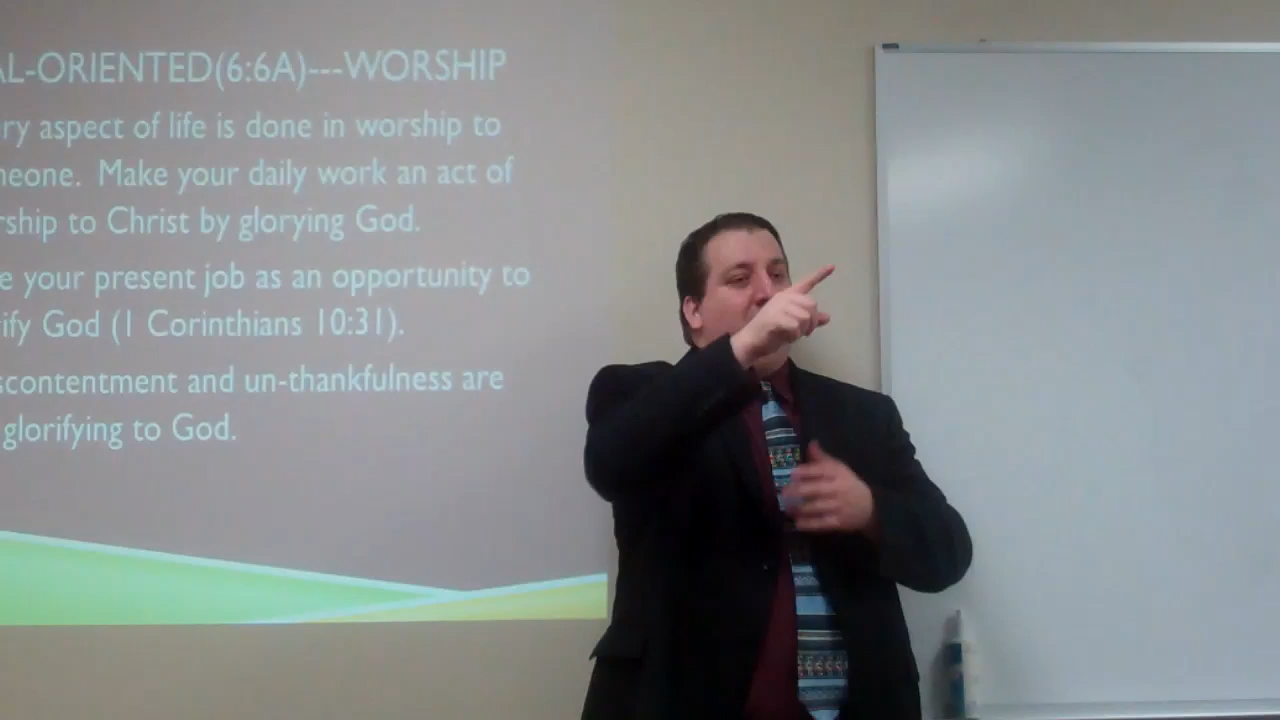 AL-ORIENTED(6:6A)---WORSHIP
ry aspect of life is done in worship to
neone. Make your daily work an act of
rship to Christ by glorying God.
e your present job as an opportunity to
ify God (1 Corinthians 10:31).
scontentment and un-thankfulness are
glorifying to God.